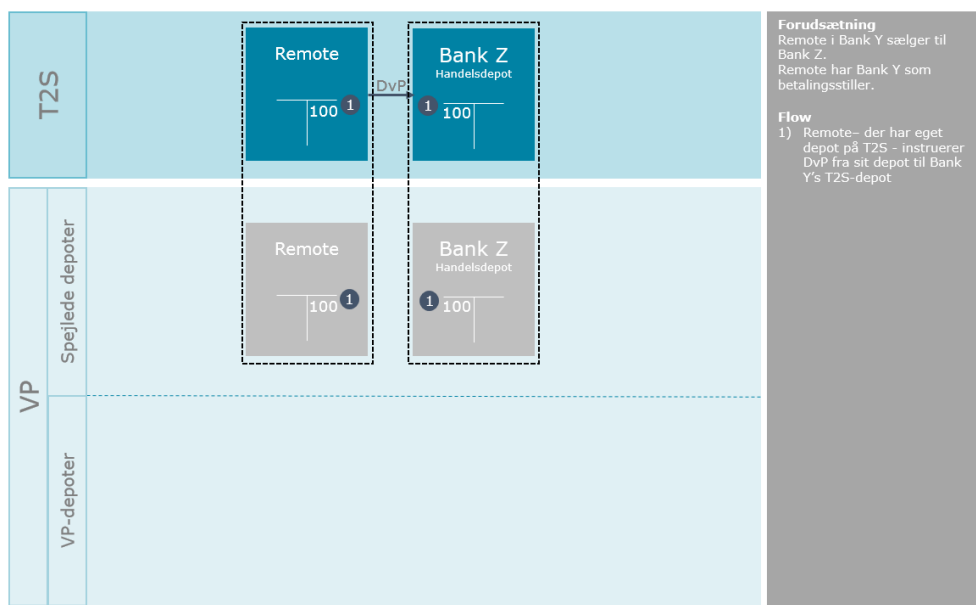 T2S
Remote
100
1
DvP
Bank Z
Handelsdepot
1
100
VP
Spejlede depoter
Remote
100
1
Bank Z
Handelsdepot
1
100
VP-depoter
Forudsætning
Remote i Bank Y sælger til
Bank Z.
Remote har Bank Y som
betalingsstiller.
Flow
1) Remote– der har eget
depot på T2S - instruerer
DvP fra sit depot til Bank
Y's T2S-depot